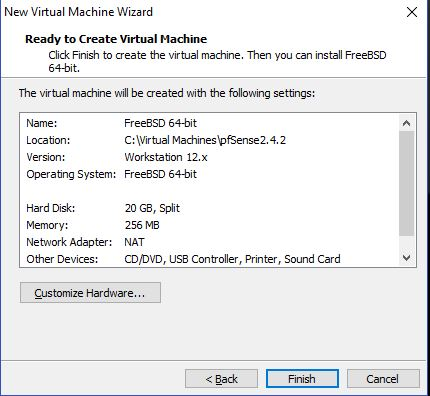 New Virtual Machine Wizard
Ready to Create Virtual Machine
Click Finish to create the virtual machine. Then you can install FreeBSD
64-bit.
The virtual machine will be created with the following settings:
Name: FreeBSD 64-bit
Location: C:\Virtual Machines\pfSense2.4.2
Version: Workstation 12.x
Operating System: FreeBSD 64-bit
Hard Disk: 20 GB, Split
Memory: 256 MB
Network Adapter: NAT
Other Devices: CD/DVD, USB Controller, Printer, Sound Card
Customize Hardware...
< Back Finish Cancel